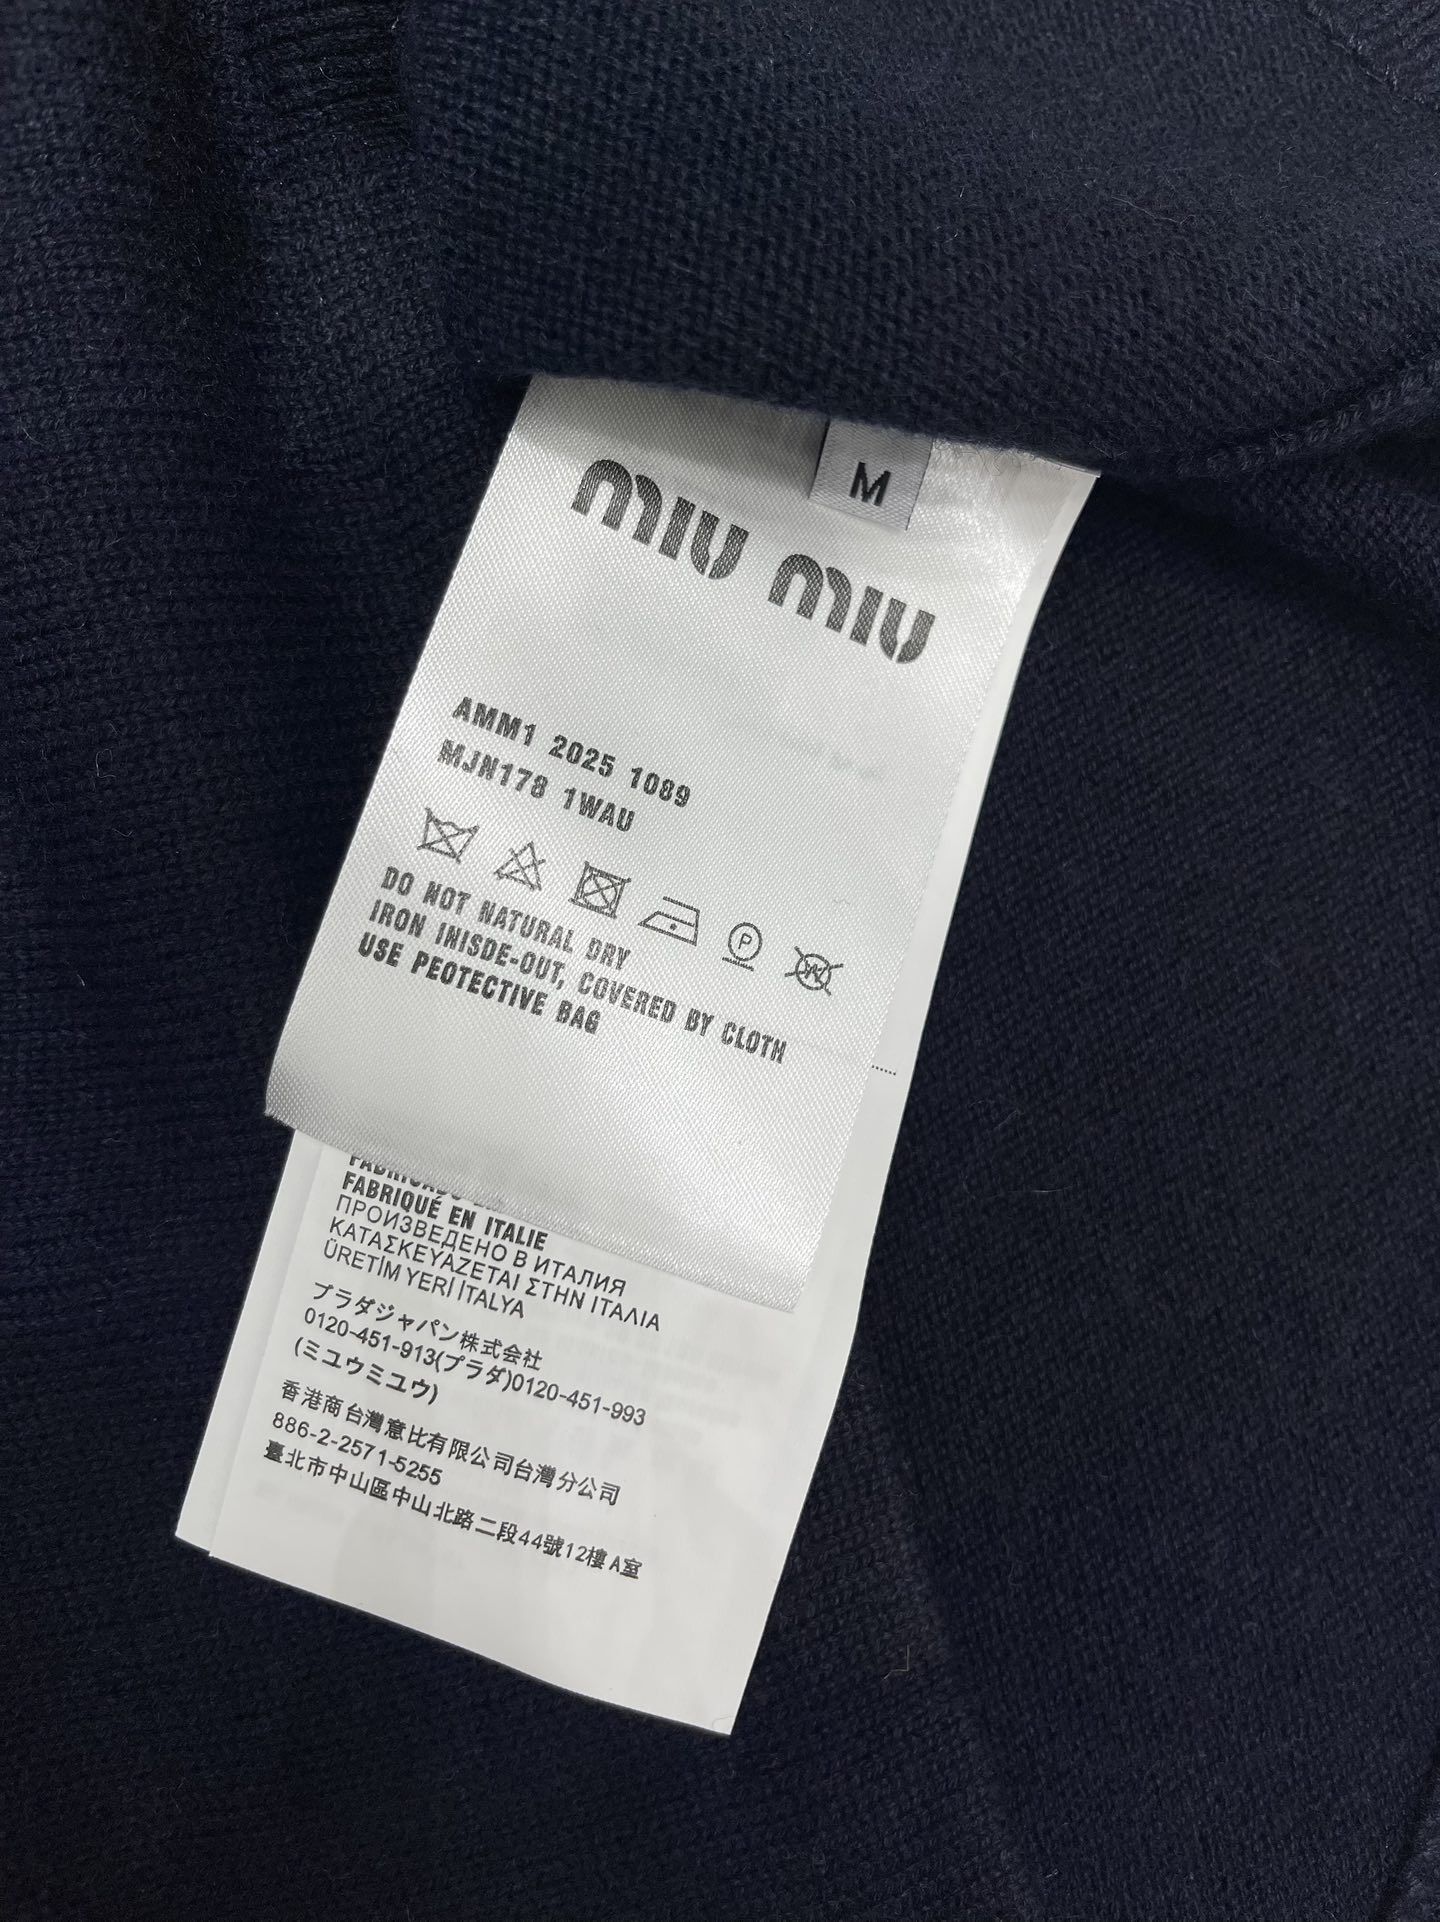 M
miu miu
AMM1 2025 1089
MJN178 1WAU
P
W
DO NOT NATURAL DRY
IRON INISDE-OUT, COVERED BY CLOTH
USE PEOTECTIVE BAG
FABRICADO
FABRIQUÉ EN ITALIE
ПРОИЗВЕДЕНО В ИТАЛИЯ
ΚΑΤΑΣΚΕΥΑΖΕΤΑΙ ΣΤΗΝ ΙΤΑΛΙΑ
ÜRETİM YERİ İTALYA
プラダジャパン株式会社
0120-451-913(プラダ)0120-451-993
(ミユウミユウ)
香港商台灣意比有限公司台灣分公司
886-2-2571-5255
臺北市中山區中山北路二段44號12樓A室